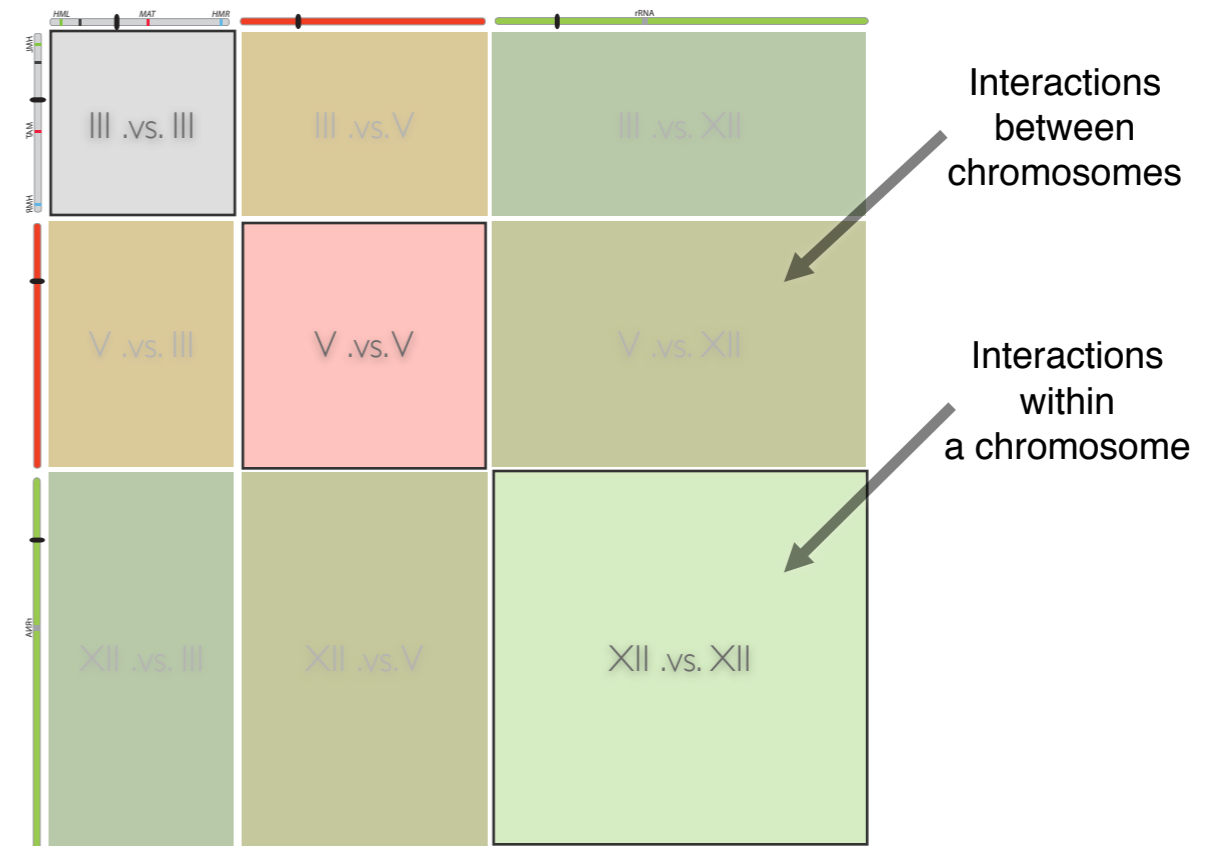 HML MAT HMR
rRNA
HML
MAT
HMR
III .vs. III
III .vs. V
III .vs. XII
Interactions
between
chromosomes
V .vs. III
V .vs. V
V .vs. XII
Interactions
within
a chromosome
rRNA
XII .vs. III
XII .vs. V
XII .vs. XII